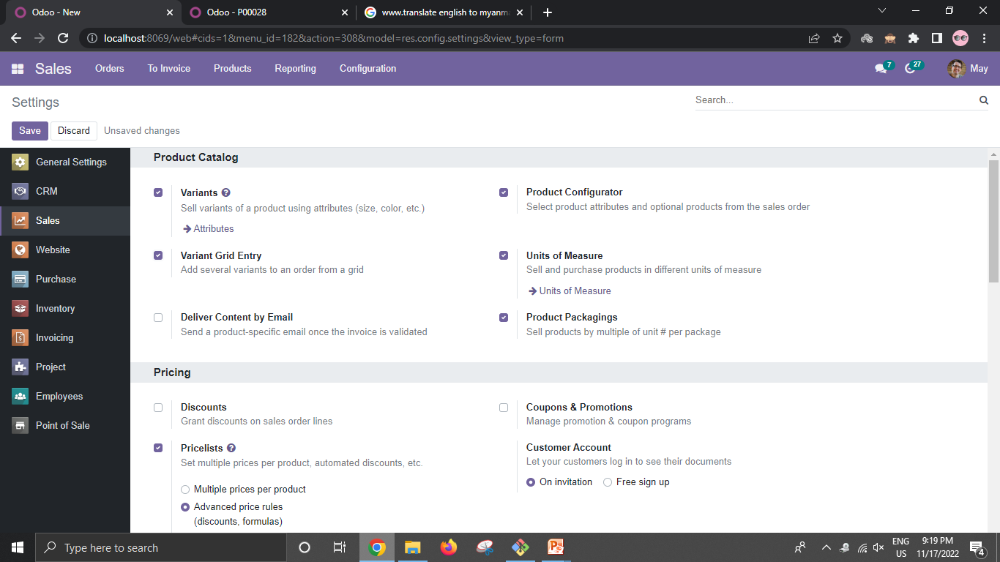 Odoo - New
Odoo - P00028
www.translate english to myanma
localhost:8069/web#cids=1&menu_id=182&action=308&model=res.config.settings&view_type=form
Sales
Orders
To Invoice
Products
Reporting
Configuration
7
27
May
Settings
Search...
Save
Discard
Unsaved changes
General Settings
CRM
Sales
Website
Purchase
Inventory
Invoicing
Project
Employees
Point of Sale
Product Catalog
Variants
Sell variants of a product using attributes (size, color, etc.)
Attributes
Product Configurator
Select product attributes and optional products from the sales order
Variant Grid Entry
Add several variants to an order from a grid
Units of Measure
Sell and purchase products in different units of measure
Units of Measure
Deliver Content by Email
Send a product-specific email once the invoice is validated
Product Packagings
Sell products by multiple of unit # per package
Pricing
Discounts
Grant discounts on sales order lines
Coupons & Promotions
Manage promotion & coupon programs
Pricelists
Set multiple prices per product, automated discounts, etc.
Multiple prices per product
Advanced price rules
(discounts, formulas)
Customer Account
Let your customers log in to see their documents
On invitation
Free sign up
Type here to search
ENG
US
9:19 PM
11/17/2022
4